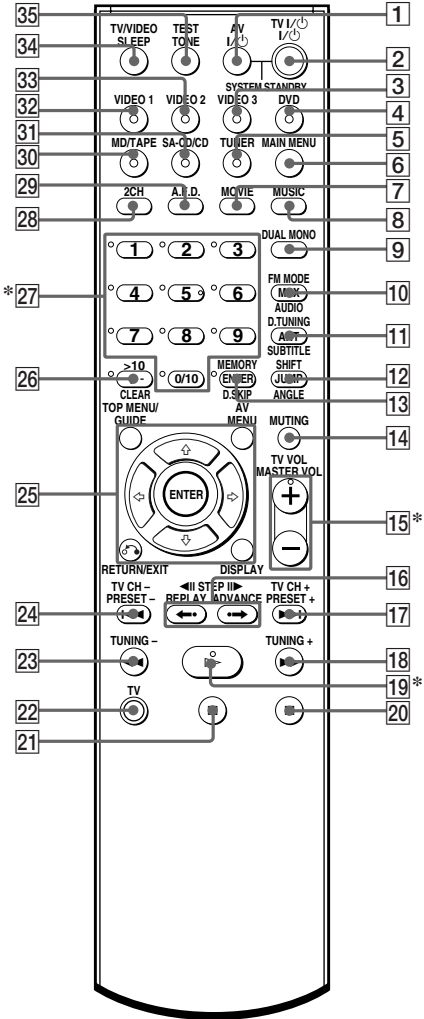 35 1
TV/VIDEO TEST AV TV I/⏻
34 SLEEP TONE I/⏻ I/⏻
2
SYSTEM STANDBY
33 3
32 VIDEO 1 VIDEO 2 VIDEO 3 DVD 4
31 5
30 MD/TAPE SA-CD/CD TUNER MAIN MENU 6
29 7
28 2CH A.F.D. MOVIE MUSIC 8
DUAL MONO
1 2 3 9
FM MODE
*27 4 5 6 10
AUDIO
D.TUNING
7 8 9 11
SUBTITLE
>10 MEMORY SHIFT
26 - 0/10 ENTER JUMP 12
CLEAR D.SKIP ANGLE 13
TOP MENU/ AV
GUIDE MENU MUTING 14
TV VOL
MASTER VOL
25 ENTER + 15*
−
RETURN/EXIT DISPLAY
16
TV CH – STEP TV CH +
24 PRESET – REPLAY ADVANCE PRESET + 17
TUNING – TUNING +
23 18
19*
TV
22 20
21